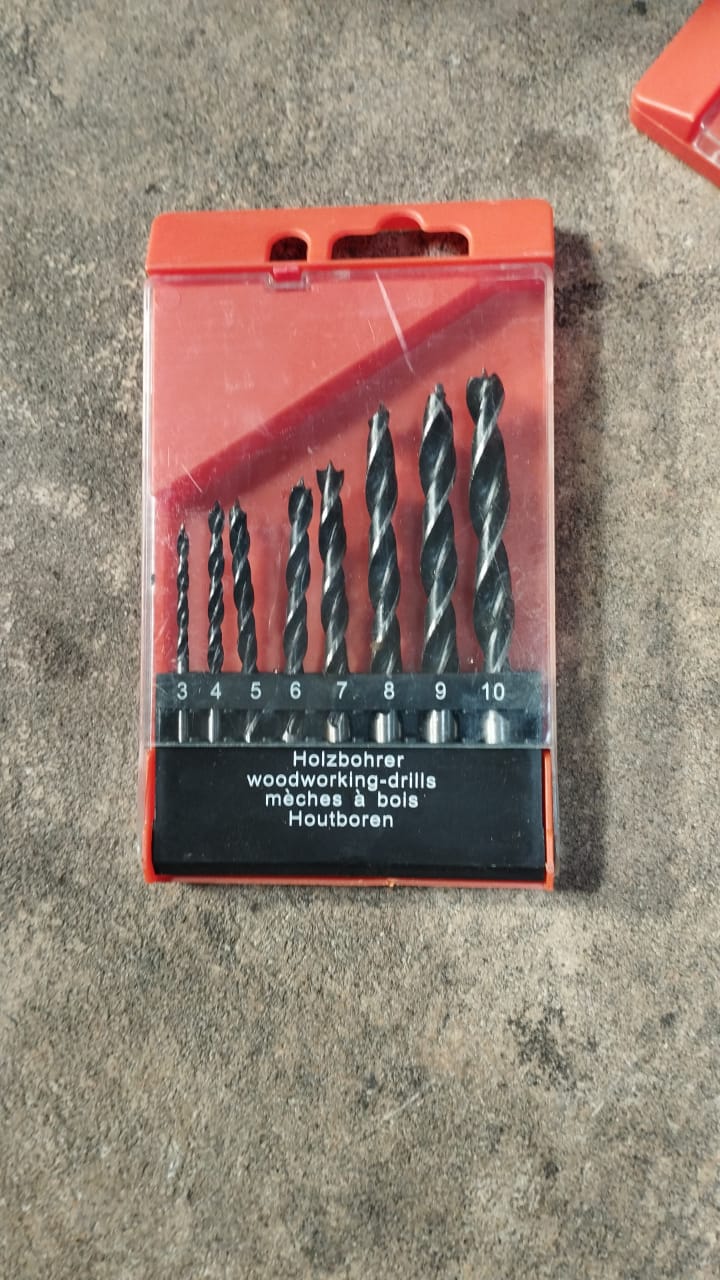 3 4 5 6 7 8 9 10
Holzbohrer
woodworking-drills
mèches à bois
Houtboren